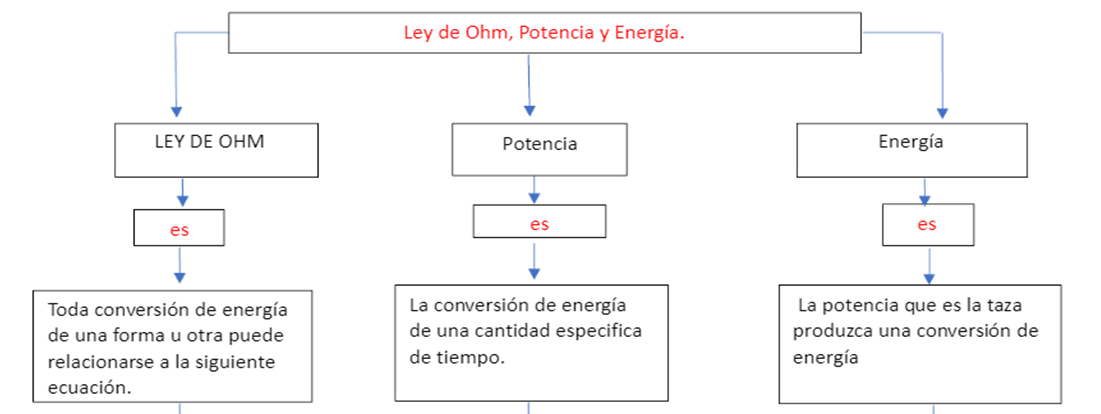 Ley de Ohm, Potencia y Energía.
LEY DE OHM
es
Toda conversión de energía
de una forma u otra puede
relacionarse a la siguiente
ecuación.
Potencia
es
La conversión de energía
de una cantidad especifica
de tiempo.
Energía
es
La potencia que es la taza
produzca una conversión de
energía